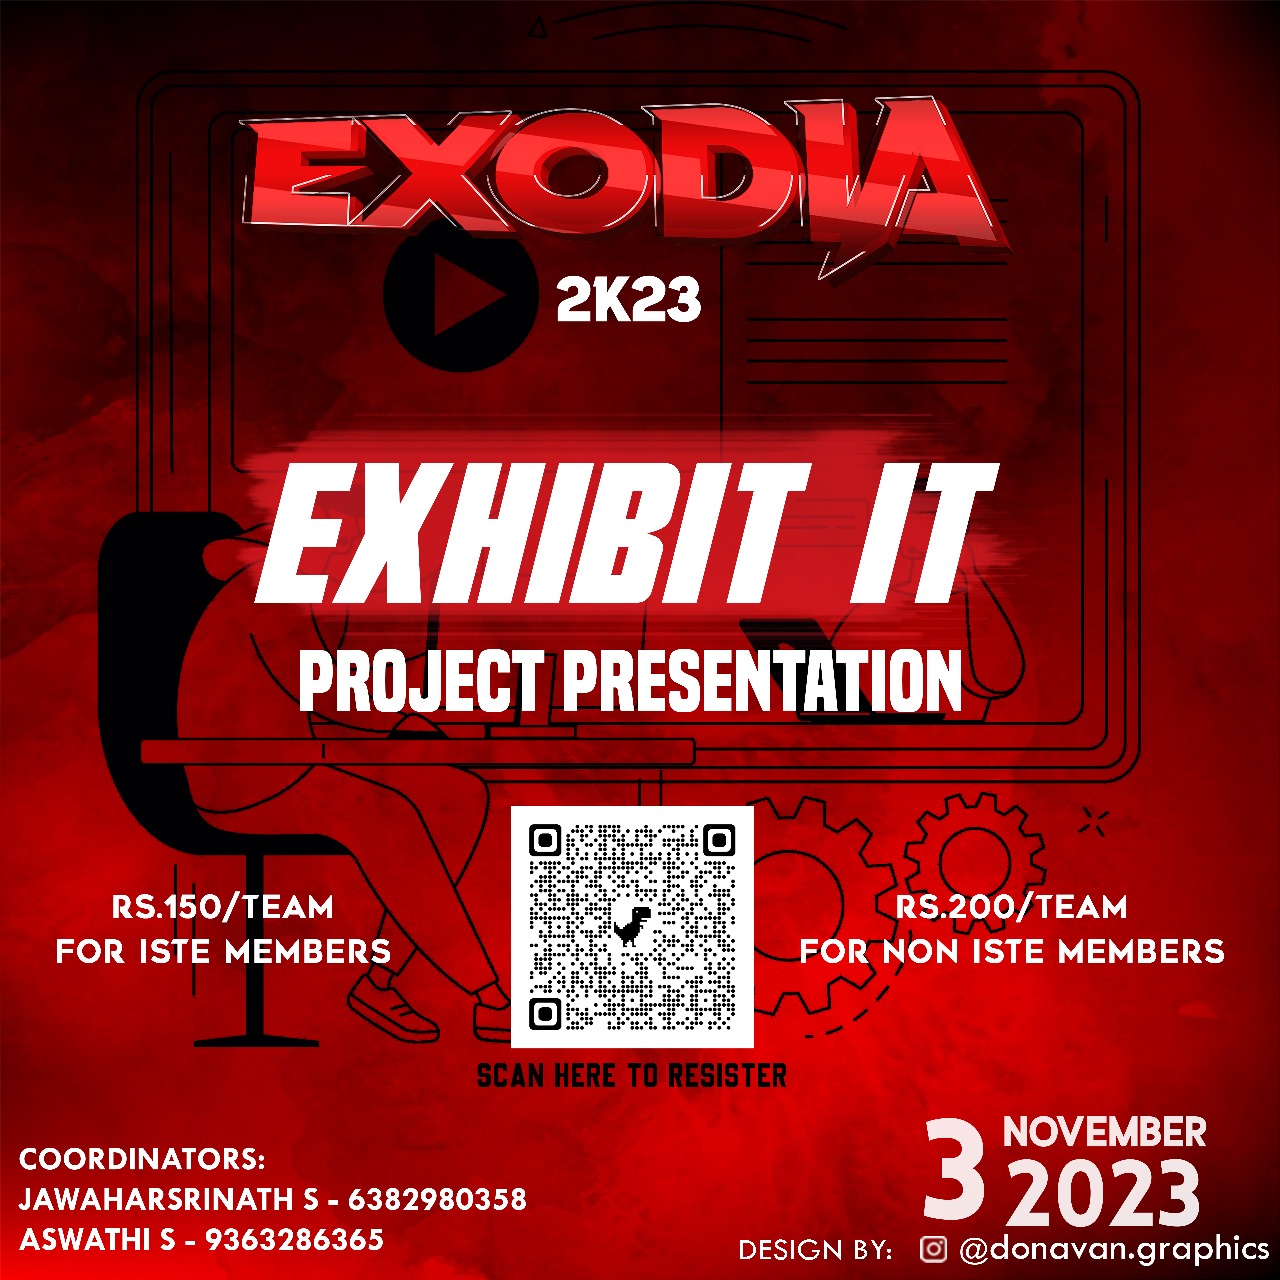 EXODIA
2K23
EXHIBIT IT
PROJECT PRESENTATION
RS.150/TEAM
FOR ISTE MEMBERS
RS.200/TEAM
FOR NON ISTE MEMBERS
SCAN HERE TO RESISTER
COORDINATORS:
JAWAHARSRINATH S - 6382980358
ASWATHI S - 9363286365
3 NOVEMBER
2023
DESIGN BY: @donavan.graphics